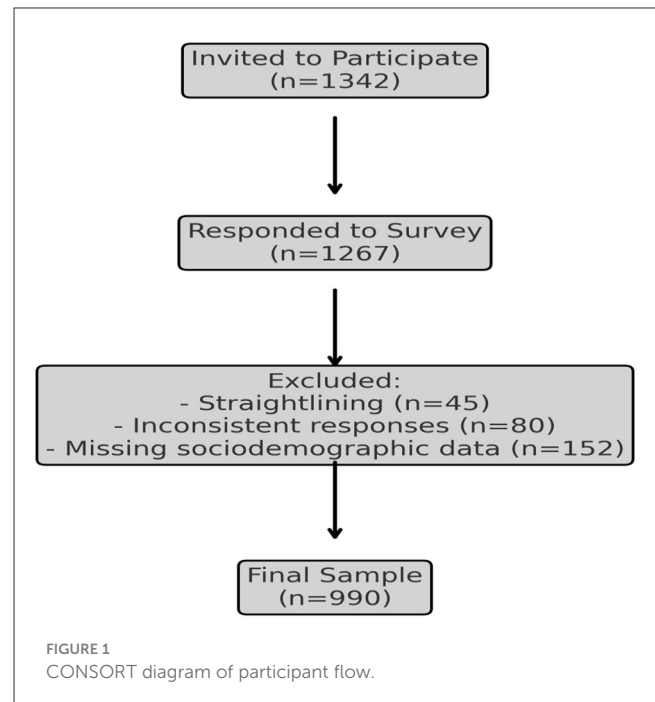 Invited to Participate
(n=1342)
Responded to Survey
(n=1267)
Excluded:
- Straightlining (n=45)
- Inconsistent responses (n=80)
- Missing sociodemographic data (n=152)
Final Sample
(n=990)
FIGURE 1
CONSORT diagram of participant flow.